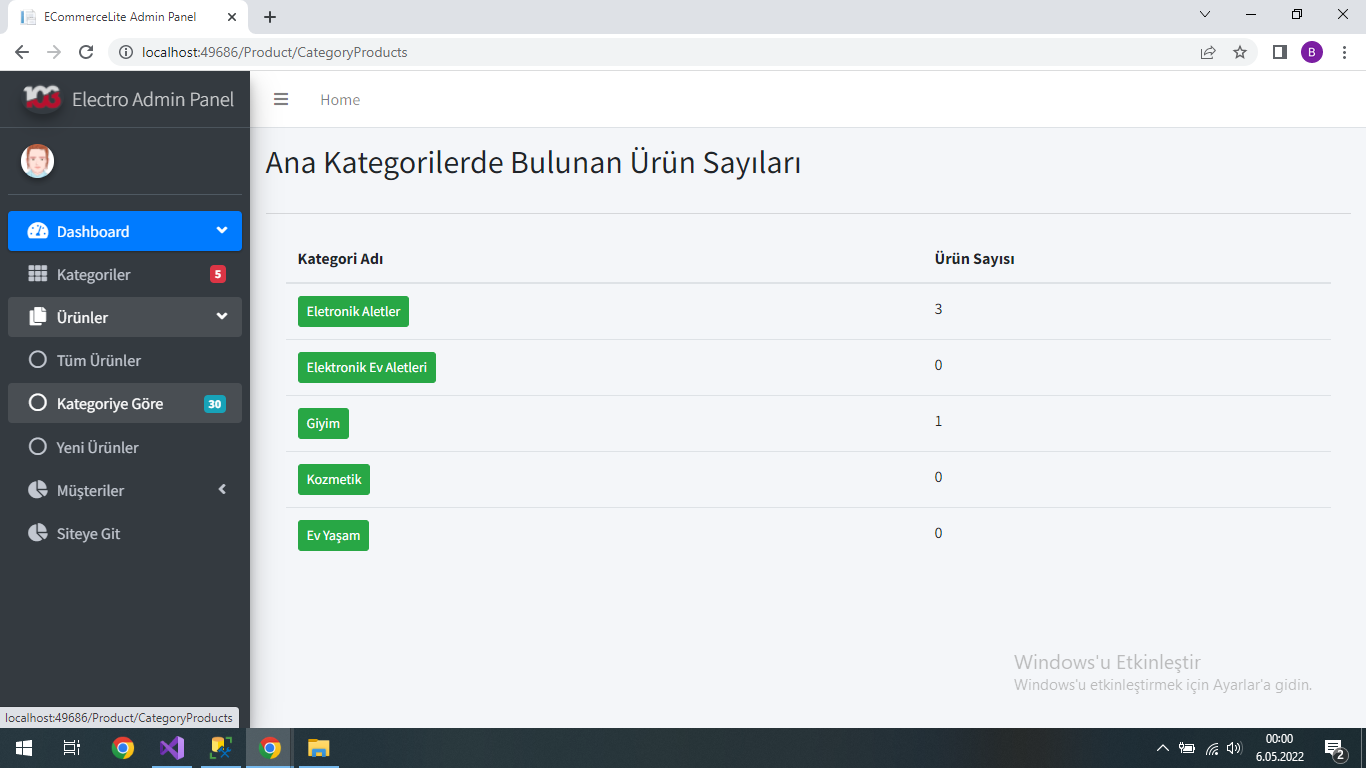 ECommerceLite Admin Panel
localhost:49686/Product/CategoryProducts
B
Electro Admin Panel
Home
Dashboard
Kategoriler 5
Ürünler
Tüm Ürünler
Kategoriye Göre 30
Yeni Ürünler
Müşteriler
Siteye Git
Ana Kategorilerde Bulunan Ürün Sayıları
Kategori Adı Ürün Sayısı
Eletronik Aletler 3
Elektronik Ev Aletleri 0
Giyim 1
Kozmetik 0
Ev Yaşam 0
Windows'u Etkinleştir
Windows'u etkinleştirmek için Ayarlar'a gidin.
localhost:49686/Product/CategoryProducts
00:00
6.05.2022
2